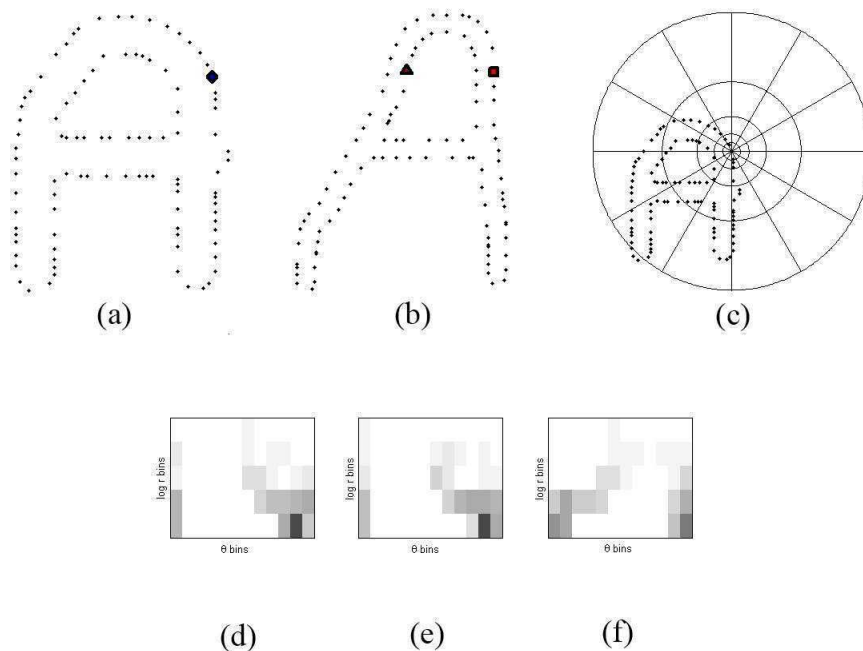 (a) (b) (c)
log r bins log r bins log r bins
θ bins θ bins θ bins
(d) (e) (f)